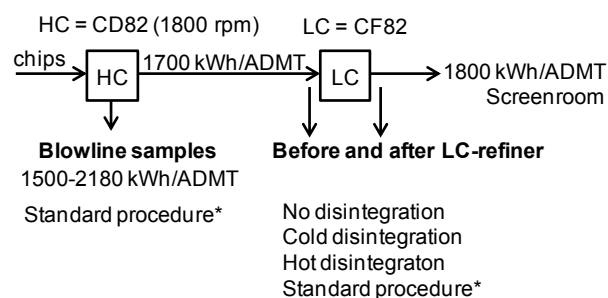 HC = CD82 (1800 rpm)
LC = CF82
chips
HC
1700 kWh/ADMT
LC
1800 kWh/ADMT
Screenroom
Blowline samples
1500-2180 kWh/ADMT
Standard procedure*
Before and after LC-refiner
No disintegration
Cold disintegration
Hot disintegraton
Standard procedure*